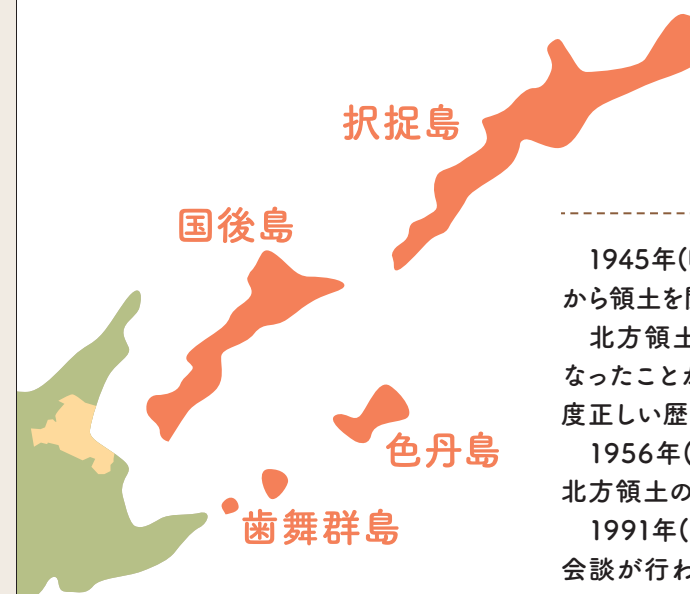 択捉島
国後島
色丹島
歯舞群島
1945年(
から領土を
北方領土
なったことが
度正しい歴
1956年(
北方領土の
1991年(
会談が行わ